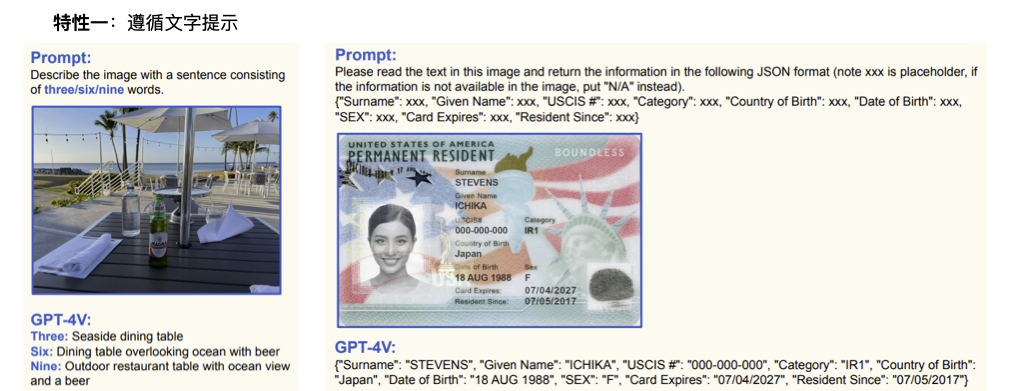 特性一：遵循文字提示
Prompt:
Describe the image with a sentence consisting
of three/six/nine words.
GPT-4V:
Three: Seaside dining table
Six: Dining table overlooking ocean with beer
Nine: Outdoor restaurant table with ocean view
and a beer
Prompt:
Please read the text in this image and return the information in the following JSON format (note xxx is placeholder, if
the information is not available in the image, put "N/A" instead).
{"Surname": xxx, "Given Name": xxx, "USCIS #": xxx, "Category": xxx, "Country of Birth": xxx, "Date of Birth": xxx,
"SEX": xxx, "Card Expires": xxx, "Resident Since": xxx}
UNITED STATES OF AMERICA
PERMANENT RESIDENT
BOUNDLESS
Surname
STEVENS
Given Name
ICHIKA
USCIS# Category
000-000-000 IR1
Country of Birth
Japan
Date of Birth Sex
18 AUG 1988 F
Card Expires: 07/04/2027
Resident Since: 07/05/2017
GPT-4V:
{"Surname": "STEVENS", "Given Name": "ICHIKA", "USCIS #": "000-000-000", "Category": "IR1", "Country of Birth":
"Japan", "Date of Birth": "18 AUG 1988", "SEX": "F", "Card Expires": "07/04/2027", "Resident Since": "07/05/2017"}